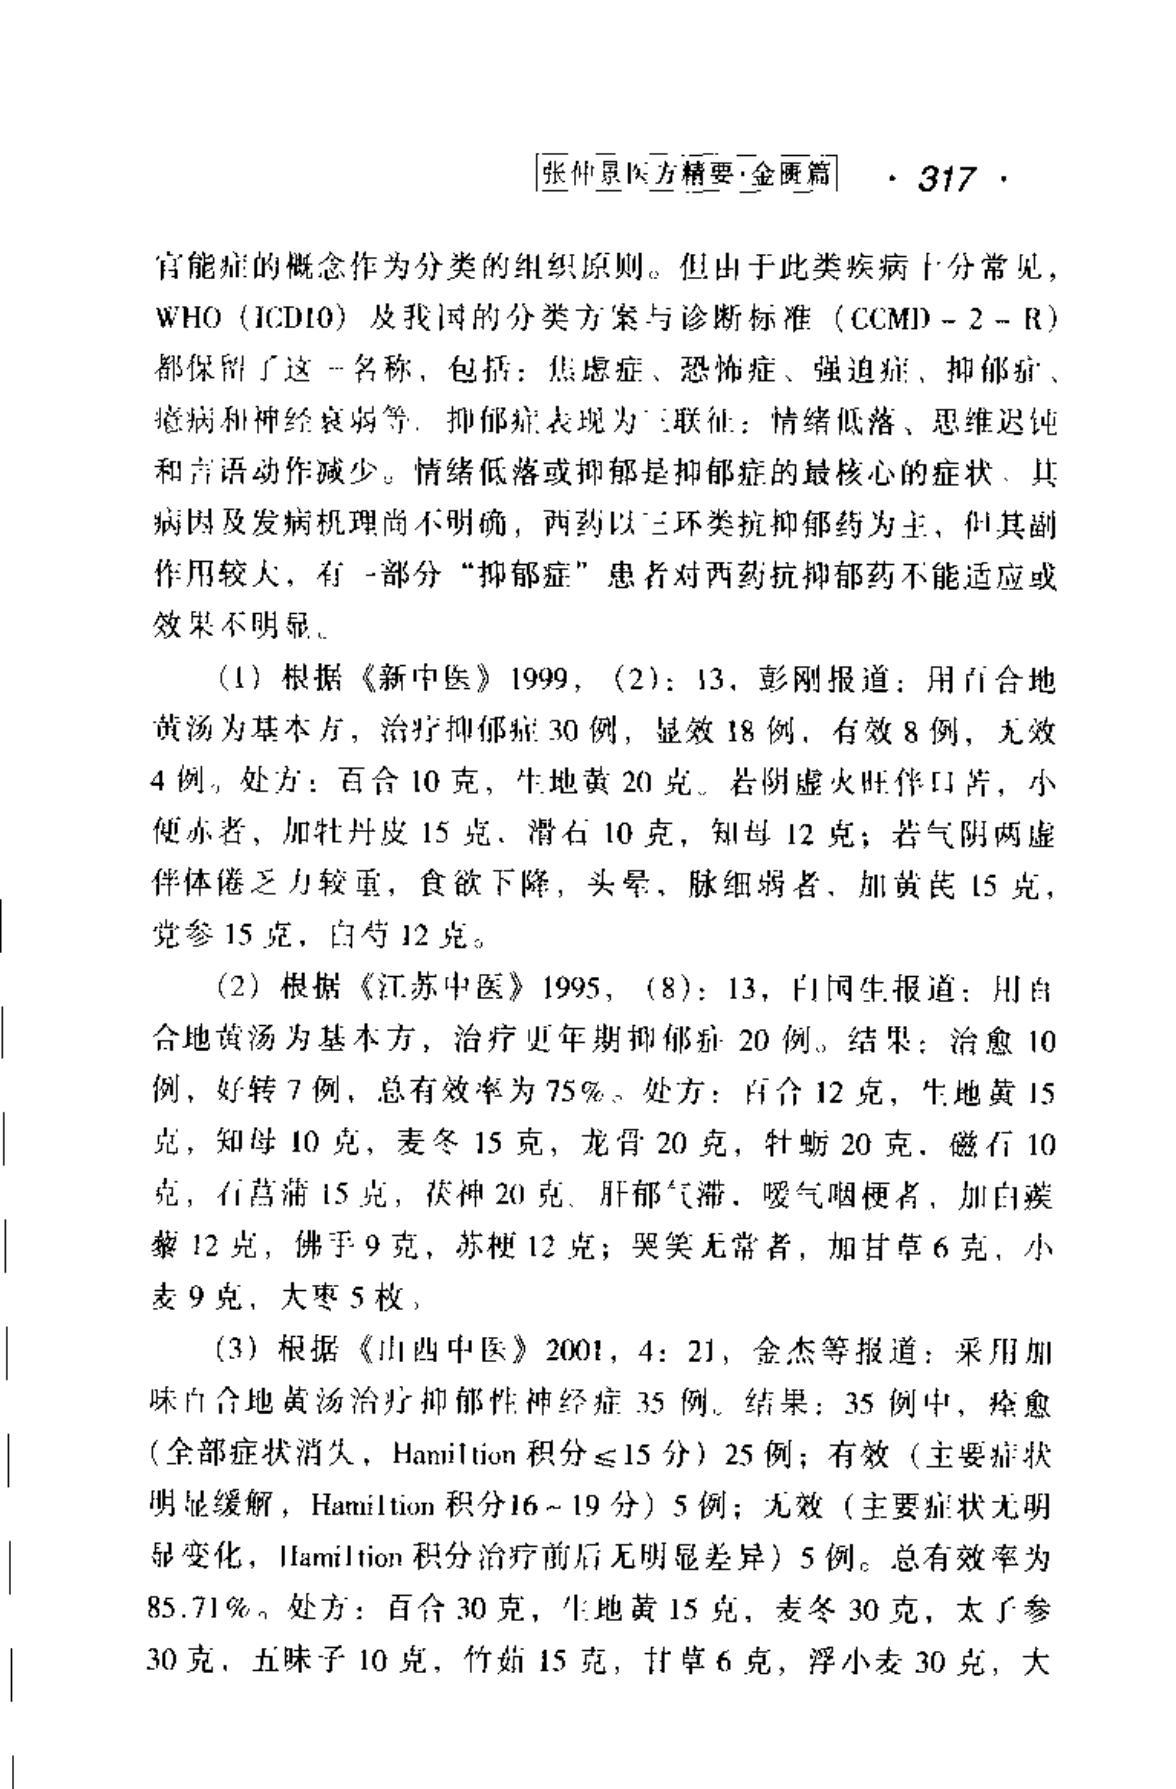 张仲景医方精要·金匮篇 · 317 ·
官能症的概念作为分类的组织原则。但由于此类疾病十分常见，
WHO（ICD10）及我国的分类方案与诊断标准（CCMD－2－R）
都保留了这一名称，包括：焦虑症、恐怖症、强迫症、抑郁症、
癔病和神经衰弱等。抑郁症表现为三联征：情绪低落、思维迟钝
和言语动作减少。情绪低落或抑郁是抑郁症的最核心的症状、其
病因及发病机理尚不明确，西药以三环类抗抑郁药为主，但其副
作用较大，有一部分“抑郁症”患者对西药抗抑郁药不能适应或
效果不明显。
（1）根据《新中医》1999，（2）：13，彭刚报道：用百合地
黄汤为基本方，治疗抑郁症30例，显效18例，有效8例，无效
4例。处方：百合10克，生地黄20克。若阴虚火旺伴口苦，小
便赤者，加牡丹皮15克、滑石10克，知母12克；若气阴两虚
伴体倦乏力较重，食欲下降，头晕，脉细弱者，加黄芪15克，
党参15克，白芍12克。
（2）根据《江苏中医》1995，（8）：13，白国生报道：用百
合地黄汤为基本方，治疗更年期抑郁症20例。结果：治愈10
例，好转7例，总有效率为75%。处方：百合12克，生地黄15
克，知母10克，麦冬15克，龙骨20克，牡蛎20克，磁石10
克，石菖蒲15克，茯神20克。肝郁气滞，嗳气咽梗者，加白蒺
藜12克，佛手9克，苏梗12克；哭笑无常者，加甘草6克，小
麦9克，大枣5枚。
（3）根据《山西中医》2001，4：21，金杰等报道：采用加
味百合地黄汤治疗抑郁性神经症35例。结果：35例中，痊愈
（全部症状消失，Hamiltion积分≤15分）25例；有效（主要症状
明显缓解，Hamiltion积分16～19分）5例；无效（主要症状无明
显变化，Hamiltion积分治疗前后无明显差异）5例。总有效率为
85.71%。处方：百合30克，生地黄15克，麦冬30克，太子参
30克，五味子10克，竹茹15克，甘草6克，浮小麦30克，大